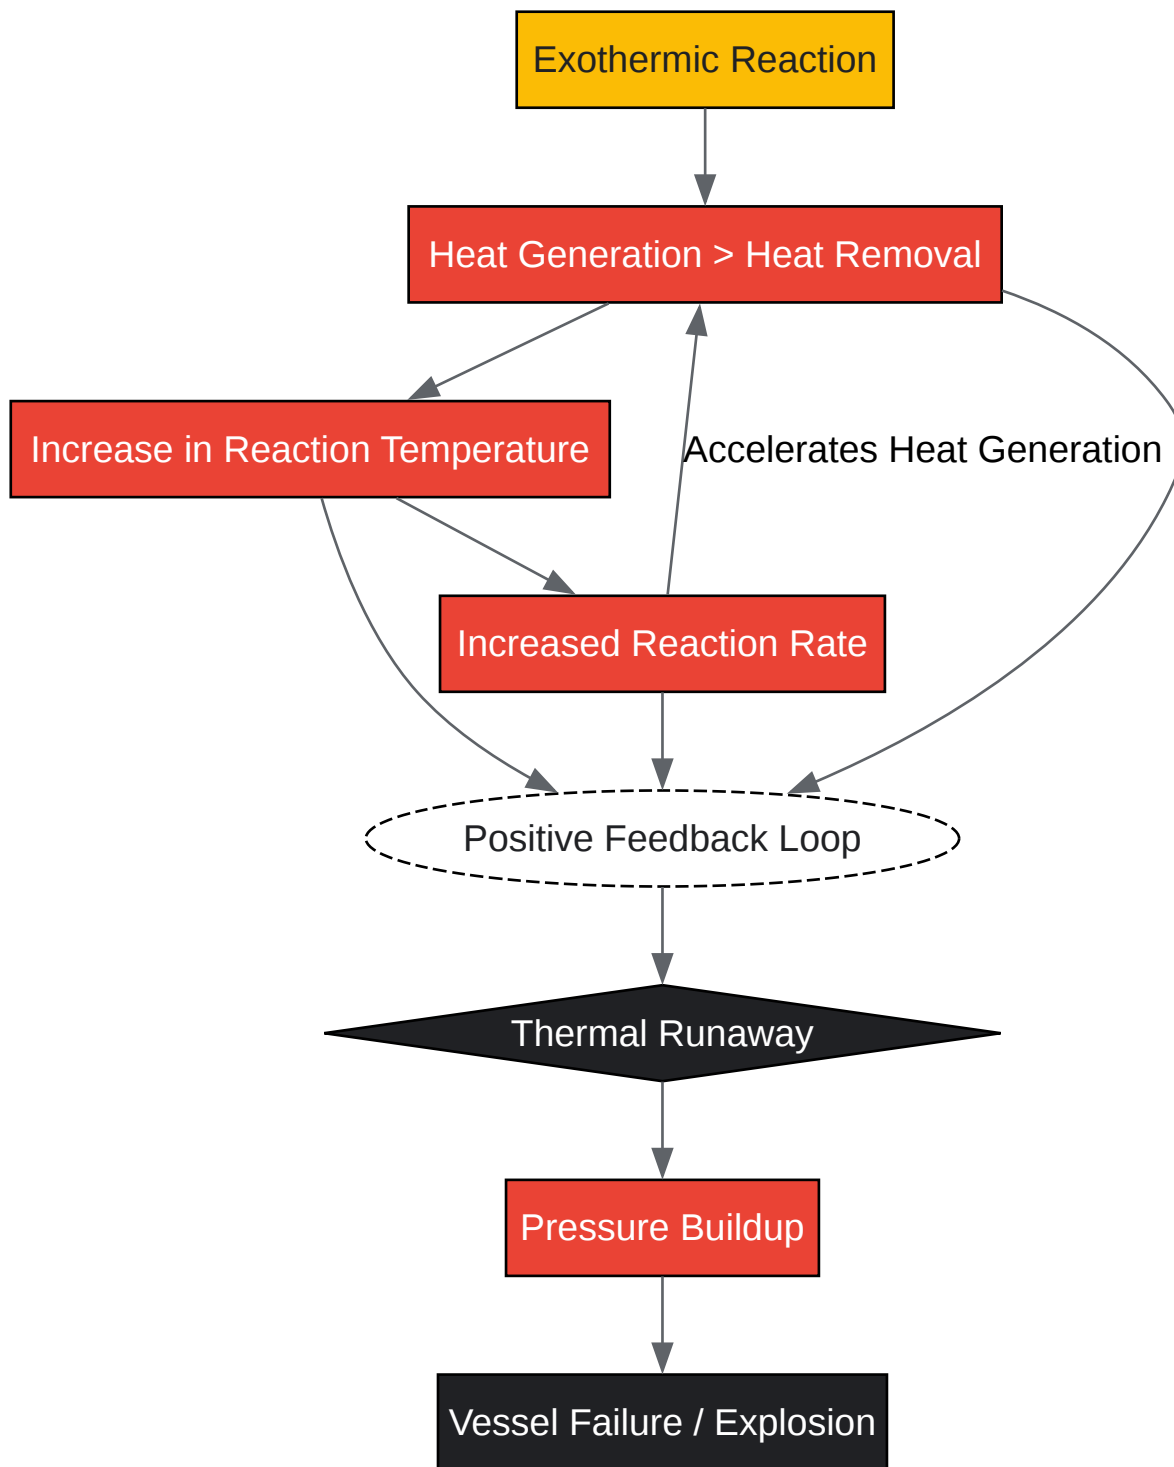 Exothermic Reaction
Heat Generation > Heat Removal
Increase in Reaction Temperature
Accelerates Heat Generation
Increased Reaction Rate
Positive Feedback Loop
Thermal Runaway
Pressure Buildup
Vessel Failure / Explosion